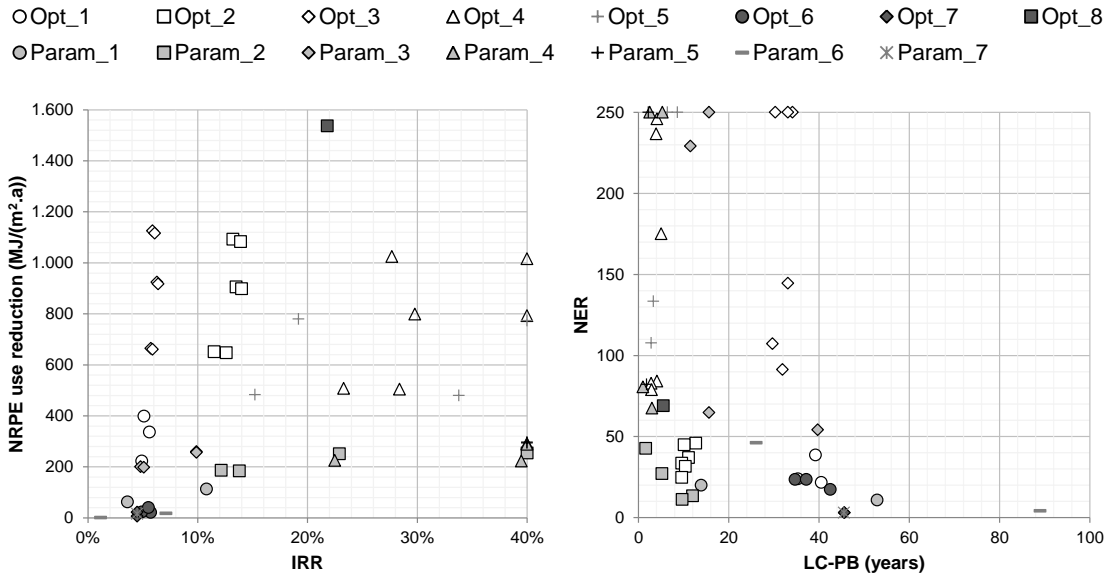 Opt_1 Opt_2 Opt_3 Opt_4 Opt_5 Opt_6 Opt_7 Opt_8
Param_1 Param_2 Param_3 Param_4 Param_5 Param_6 Param_7
NRPE use reduction (MJ/(m².a))
1.600
1.400
1.200
1.000
800
600
400
200
0
0% 10% 20% 30% 40%
IRR
NER
250
200
150
100
50
0
0 20 40 60 80 100
LC-PB (years)